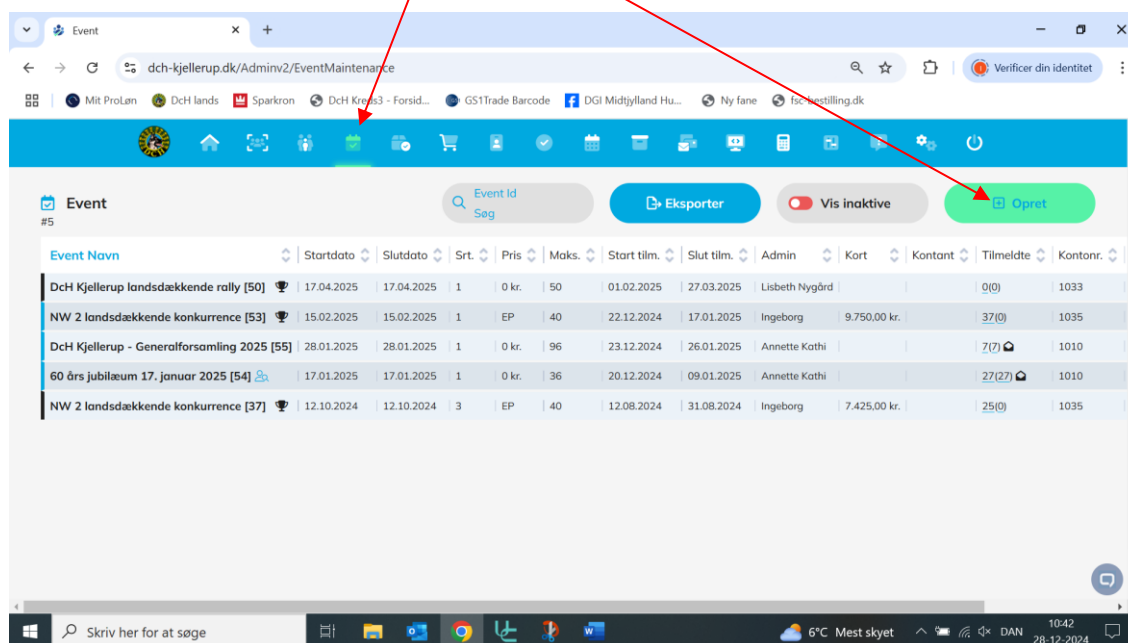 Event
dch-kjellerup.dk/Adminv2/EventMaintenance
Verificer din identitet
Mit ProLøn DcH lands Sparkron DcH Kreds3 - Forsid... GS1Trade Barcode DGI Midtjylland Hu... Ny fane fsc-bestilling.dk
Event
#5
Event Id
Søg
Eksporter
Vis inaktive
Opret
Event Navn Startdato Slutdato Srt. Pris Maks. Start tilm. Slut tilm. Admin Kort Kontant Tilmeldte Kontonr.
DcH Kjellerup landsdækkende rally [50] 17.04.2025 17.04.2025 1 0 kr. 50 01.02.2025 27.03.2025 Lisbeth Nygård 0(0) 1033
NW 2 landsdækkende konkurrence [53] 15.02.2025 15.02.2025 1 EP 40 22.12.2024 17.01.2025 Ingeborg 9.750,00 kr. 37(0) 1035
DcH Kjellerup - Generalforsamling 2025 [55] 28.01.2025 28.01.2025 1 0 kr. 96 23.12.2024 26.01.2025 Annette Kathi 7(7) 1010
60 års jubilæum 17. januar 2025 [54] 17.01.2025 17.01.2025 1 0 kr. 36 20.12.2024 09.01.2025 Annette Kathi 27(27) 1010
NW 2 landsdækkende konkurrence [37] 12.10.2024 12.10.2024 3 EP 40 12.08.2024 31.08.2024 Ingeborg 7.425,00 kr. 25(0) 1035
Skriv her for at søge
6°C Mest skyet
DAN
10:42
28-12-2024